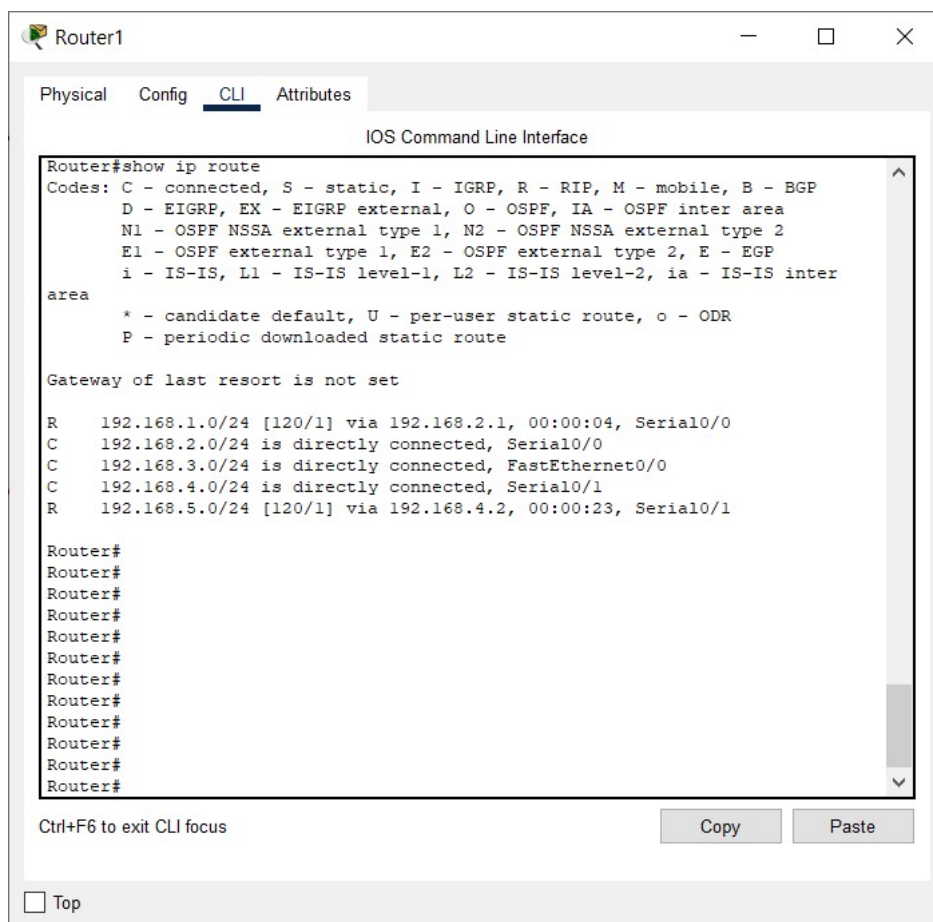 Router1
Physical Config CLI Attributes
IOS Command Line Interface
Router#show ip route
Codes: C - connected, S - static, I - IGRP, R - RIP, M - mobile, B - BGP
       D - EIGRP, EX - EIGRP external, O - OSPF, IA - OSPF inter area
       N1 - OSPF NSSA external type 1, N2 - OSPF NSSA external type 2
       E1 - OSPF external type 1, E2 - OSPF external type 2, E - EGP
       i - IS-IS, L1 - IS-IS level-1, L2 - IS-IS level-2, ia - IS-IS inter
area
       * - candidate default, U - per-user static route, o - ODR
       P - periodic downloaded static route
Gateway of last resort is not set
R    192.168.1.0/24 [120/1] via 192.168.2.1, 00:00:04, Serial0/0
C    192.168.2.0/24 is directly connected, Serial0/0
C    192.168.3.0/24 is directly connected, FastEthernet0/0
C    192.168.4.0/24 is directly connected, Serial0/1
R    192.168.5.0/24 [120/1] via 192.168.4.2, 00:00:23, Serial0/1
Router#
Router#
Router#
Router#
Router#
Router#
Router#
Router#
Router#
Router#
Router#
Router#
Ctrl+F6 to exit CLI focus
Copy Paste
Top